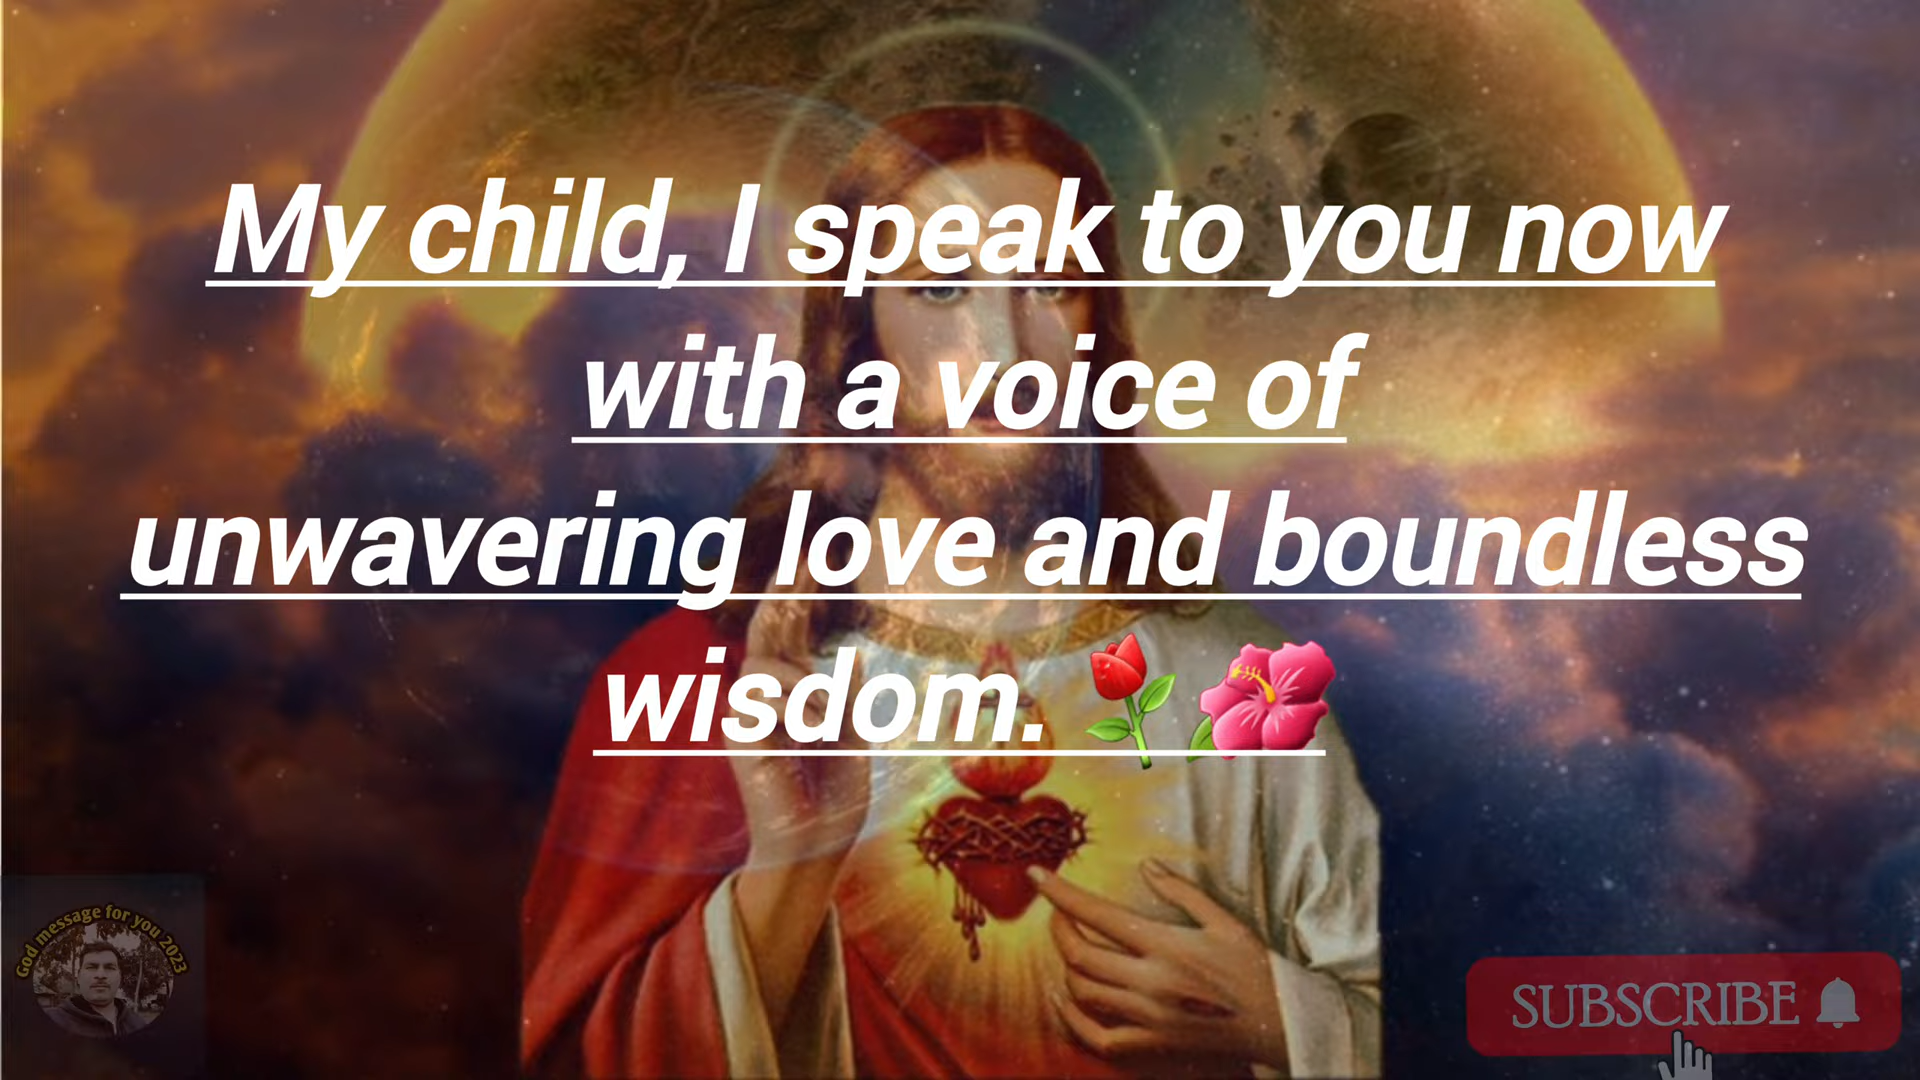 My child, I speak to you now
with a voice of
unwavering love and boundless
wisdom. 🌹🌺
God message for you 2023
SUBSCRIBE